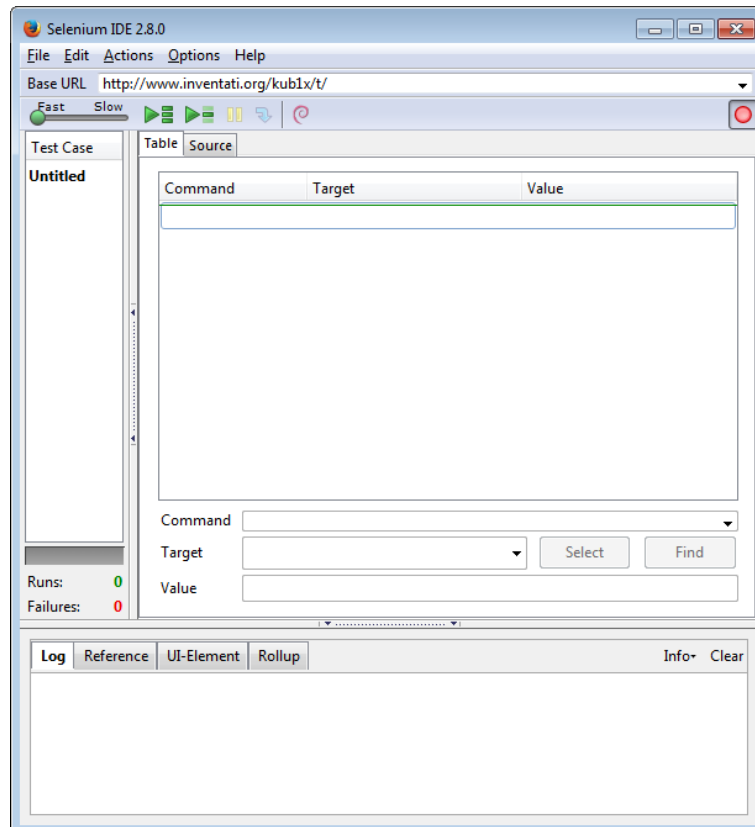 Selenium IDE 2.8.0
File Edit Actions Options Help
Base URL http://www.inventati.org/kub1x/t/
Fast Slow
Test Case
Table Source
Untitled
Command Target Value
Command
Target Select Find
Value
Runs: 0
Failures: 0
Log Reference UI-Element Rollup Info Clear